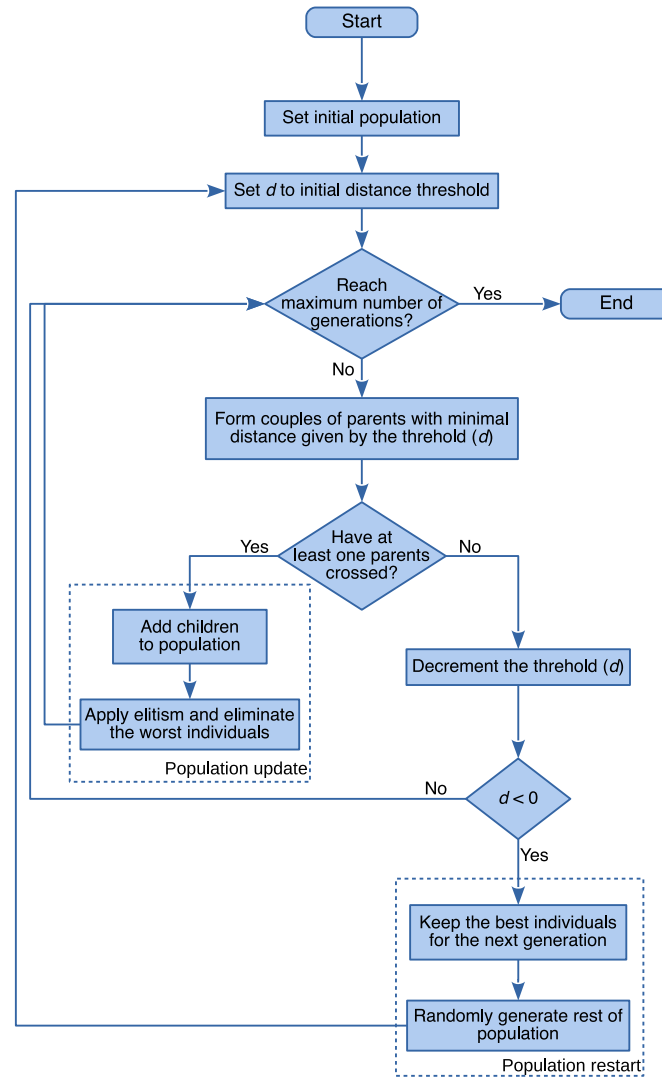 Start
Set initial population
Set d to initial distance threshold
Reach
maximum number of
generations?
Yes
End
No
Form couples of parents with minimal
distance given by the threhold (d)
Have at
least one parents
crossed?
Yes
No
Add children
to population
Decrement the threhold (d)
Apply elitism and eliminate
the worst individuals
Population update
No
d < 0
Yes
Keep the best individuals
for the next generation
Randomly generate rest of
population
Population restart